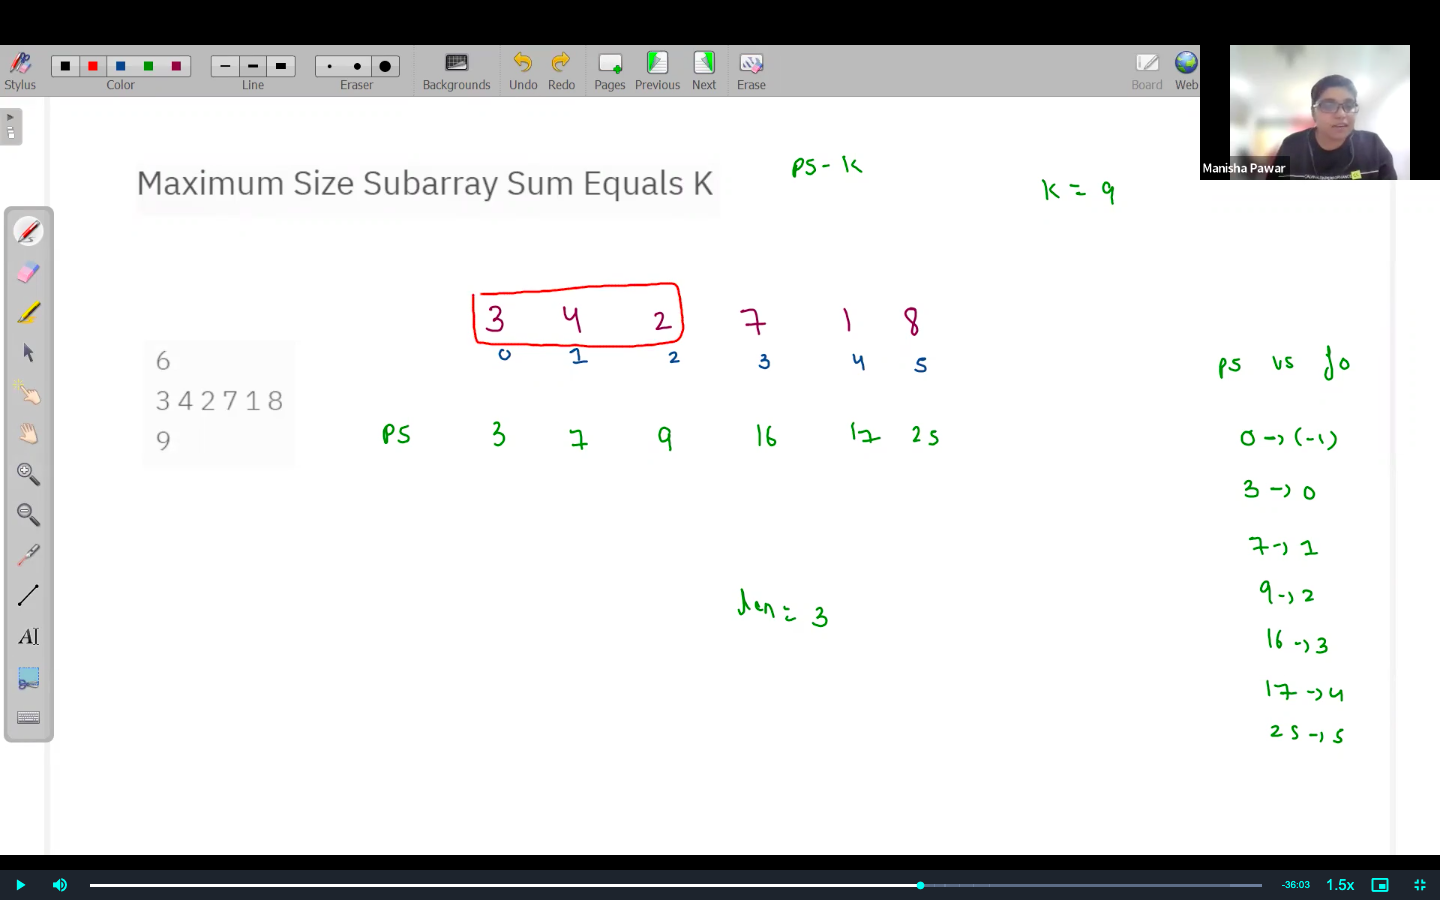 Stylus Color Line Eraser Backgrounds Undo Redo Pages Previous Next Erase Board Web
Manisha Pawar
PS - K
K = 9
Maximum Size Subarray Sum Equals K
3 4 2 7 1 8
0 1 2 3 4 5
6
3 4 2 7 1 8
9
PS 3 7 9 16 17 25
PS vs fo
0 -> (-1)
3 -> 0
7 -> 1
9 -> 2
16 -> 3
17 -> 4
25 -> 5
len = 3
AI
-36:03 1.5x